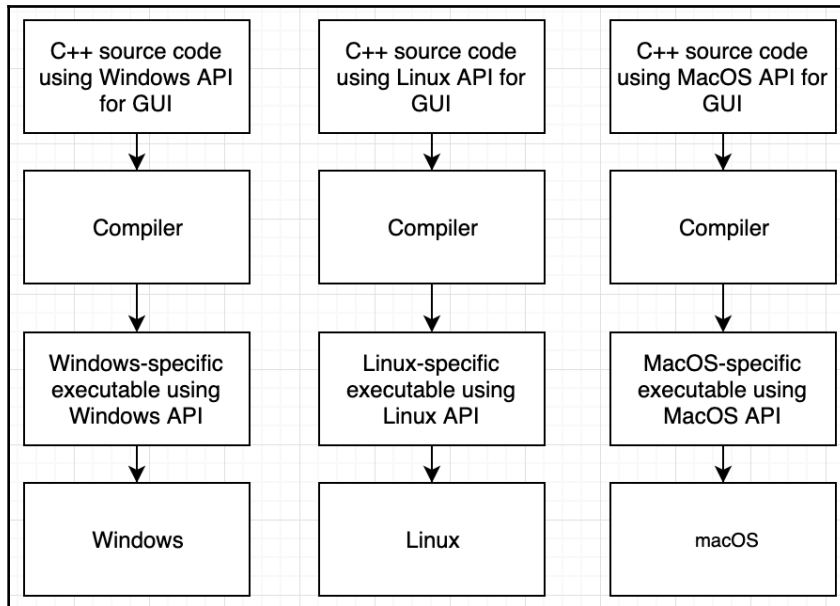 C++ source code
using Windows API
for GUI
C++ source code
using Linux API for
GUI
C++ source code
using MacOS API for
GUI
Compiler
Compiler
Compiler
Windows-specific
executable using
Windows API
Linux-specific
executable using
Linux API
MacOS-specific
executable using
MacOS API
Windows
Linux
macOS